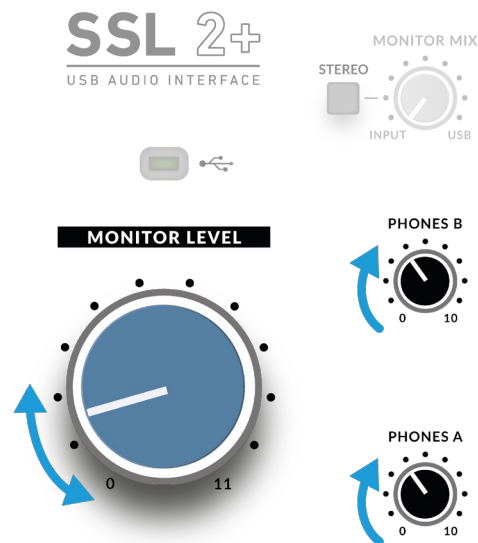 SSL 2+
USB AUDIO INTERFACE
MONITOR MIX
STEREO
INPUT USB
MONITOR LEVEL
0 11
PHONES B
0 10
PHONES A
0 10